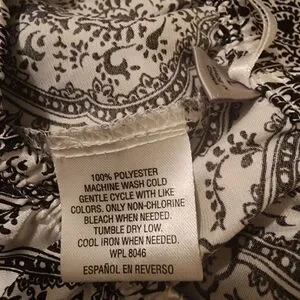 100% POLYESTER
MACHINE WASH COLD
GENTLE CYCLE WITH LIKE
COLORS. ONLY NON-CHLORINE
BLEACH WHEN NEEDED.
TUMBLE DRY LOW.
COOL IRON WHEN NEEDED.
WPL 8046
ESPAÑOL EN REVERSO